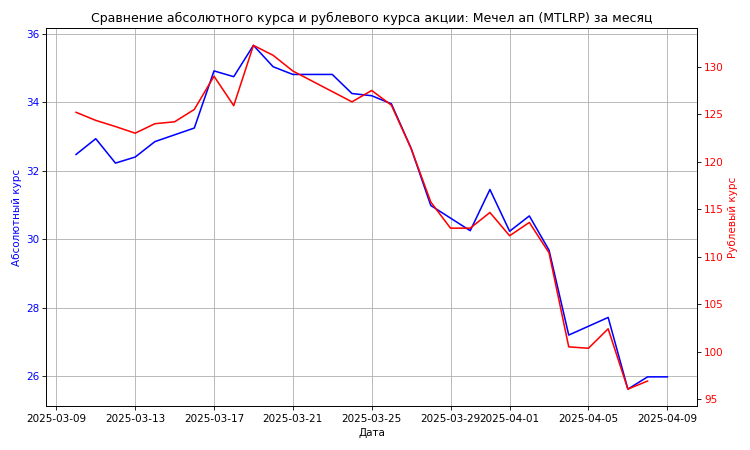 Сравнение абсолютного курса и рублевого курса акции: Мечел ап (MTLRP) за месяц
36
34
32
30
28
26
Абсолютный курс
130
125
120
115
110
105
100
95
Рублевый курс
2025-03-09 2025-03-13 2025-03-17 2025-03-21 2025-03-25 2025-03-29 2025-04-01 2025-04-05 2025-04-09
Дата